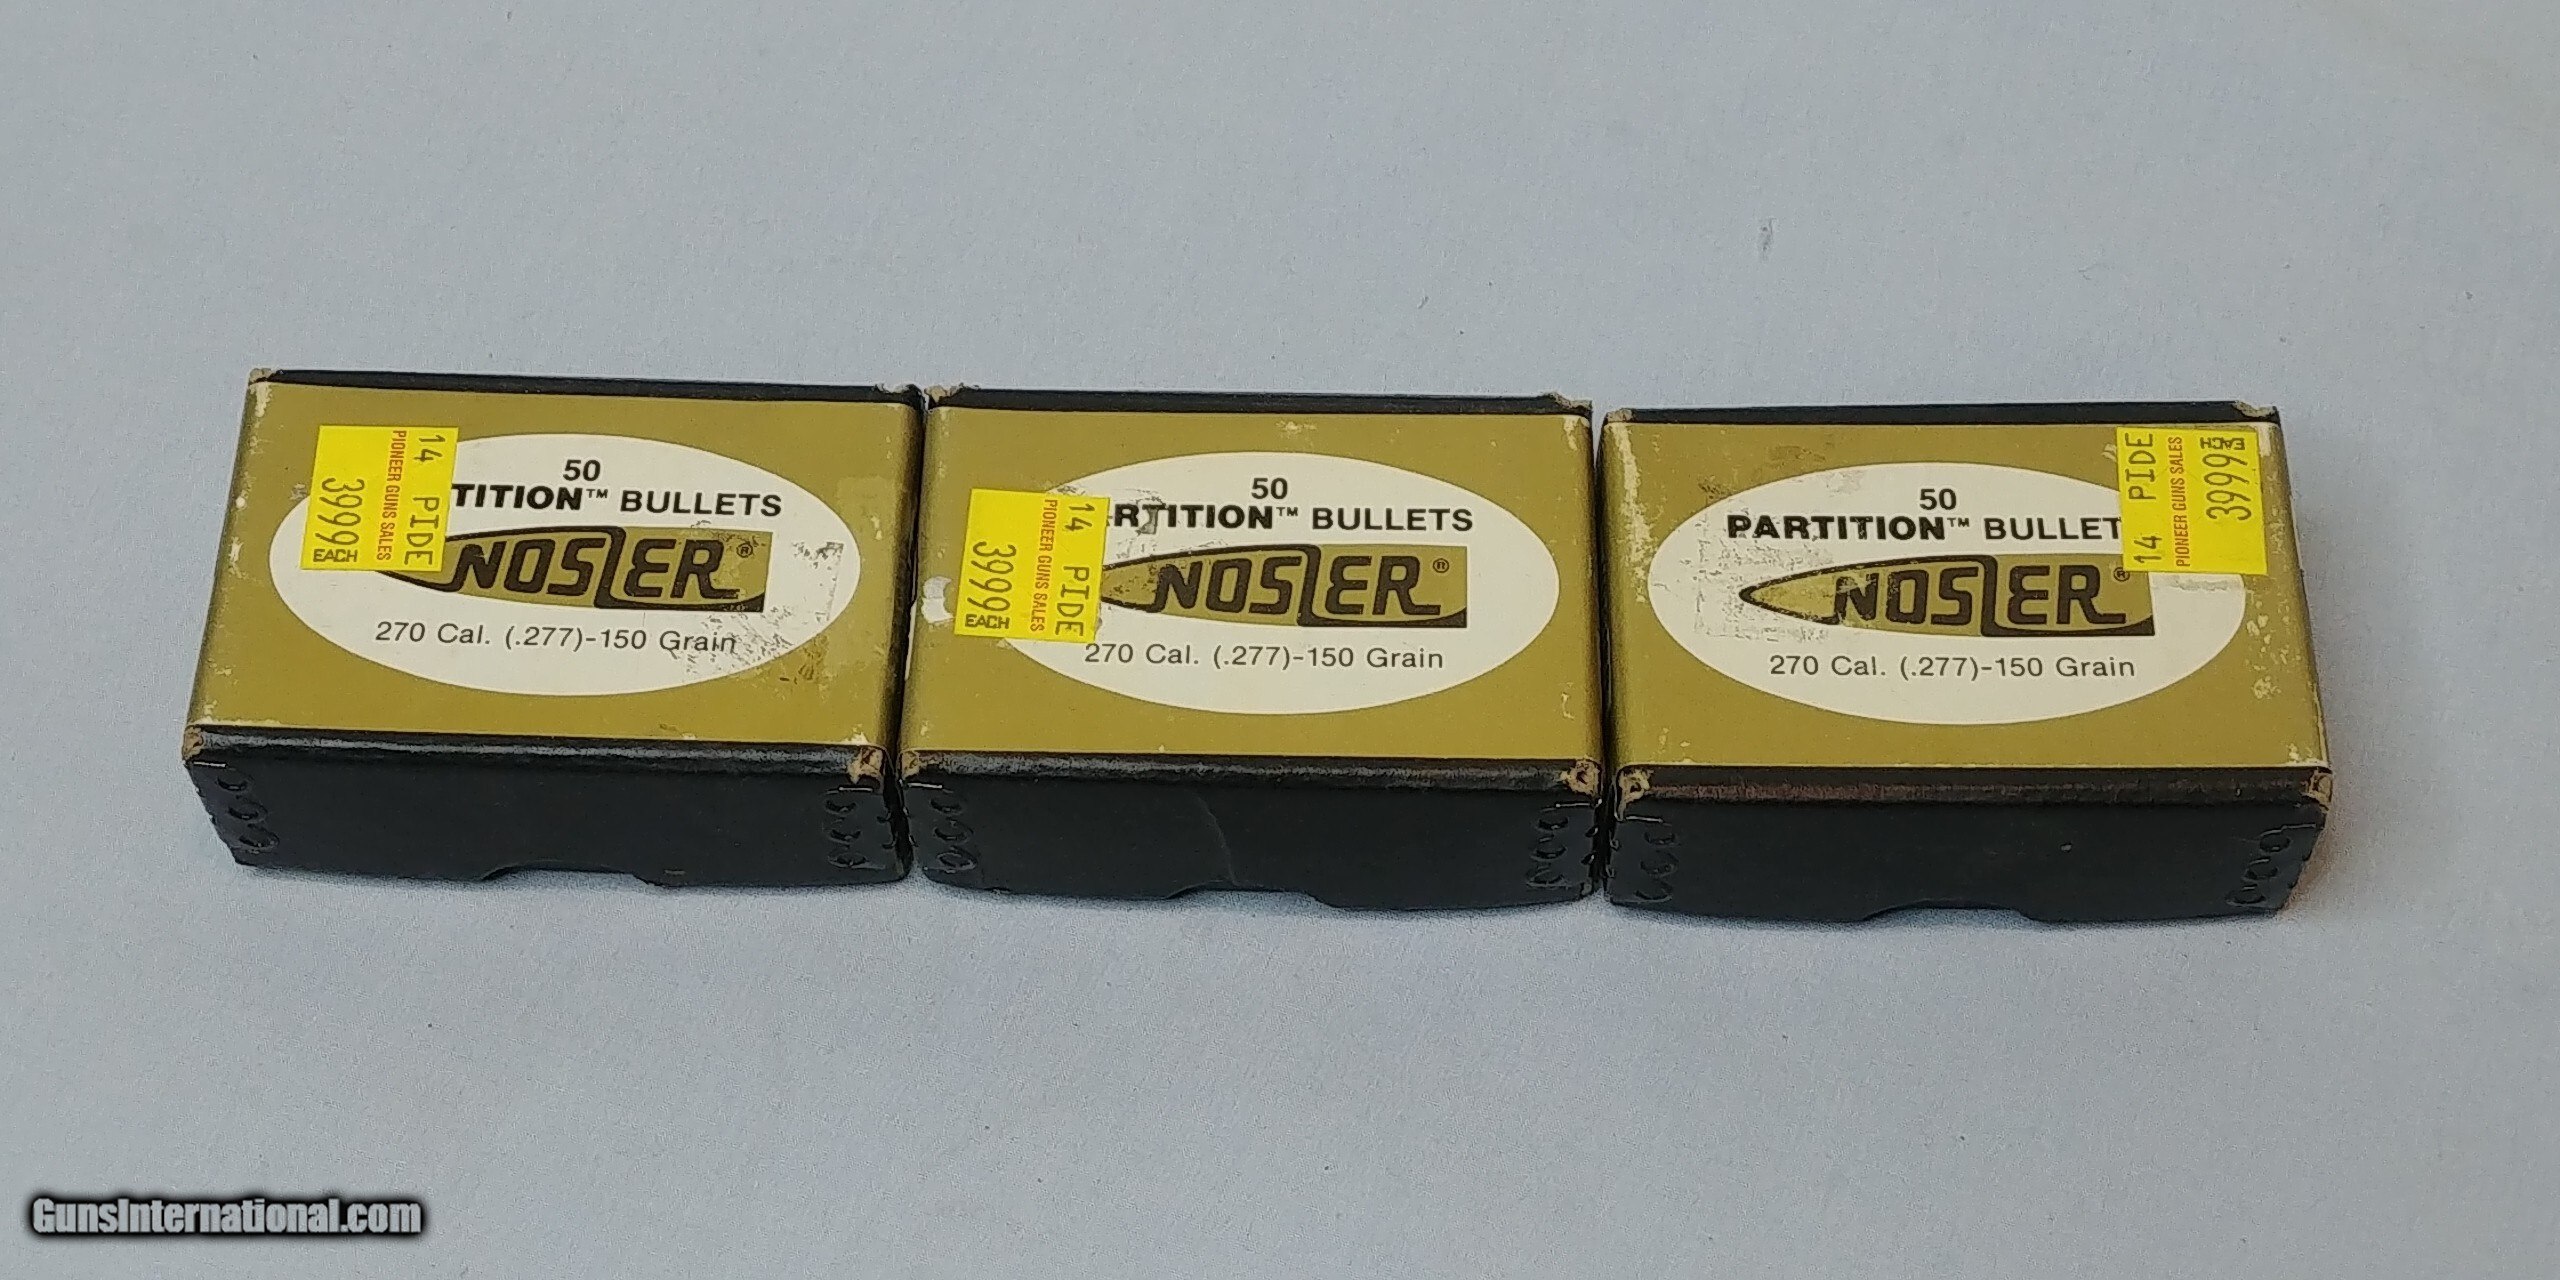 50
TITION™ BULLETS
NOSLER®
270 Cal. (.277)-150 Grain
14 PIDE
PIONEER GUNS SALES
3999
EACH
50
RTITION™ BULLETS
NOSLER®
270 Cal. (.277)-150 Grain
14 PIDE
PIONEER GUNS SALES
3999
EACH
50
PARTITION™ BULLET
NOSLER®
270 Cal. (.277)-150 Grain
14 PIDE
PIONEER GUNS SALES
3999
EACH
GunsInternational.com